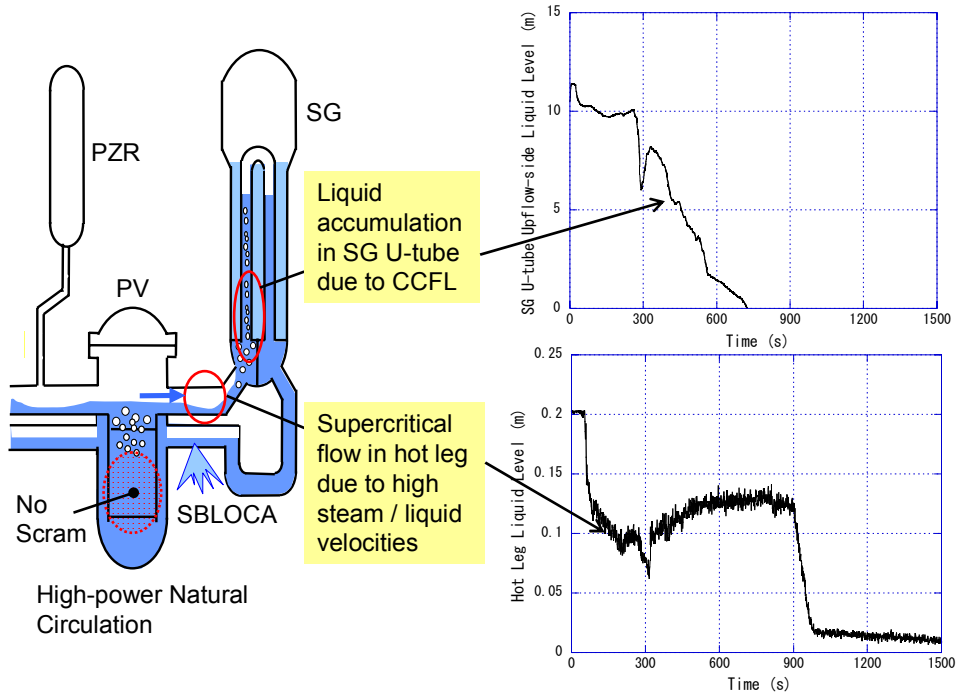 PZR
SG
PV
No
Scram
SBLOCA
High-power Natural
Circulation
Liquid
accumulation
in SG U-tube
due to CCFL
Supercritical
flow in hot leg
due to high
steam / liquid
velocities
SG U-tube Upflow-side Liquid Level (m)
15
10
5
0
0 300 600 900 1200 1500
Time (s)
Hot Leg Liquid Level (m)
0.25
0.2
0.15
0.1
0.05
0
0 300 600 900 1200 1500
Time (s)